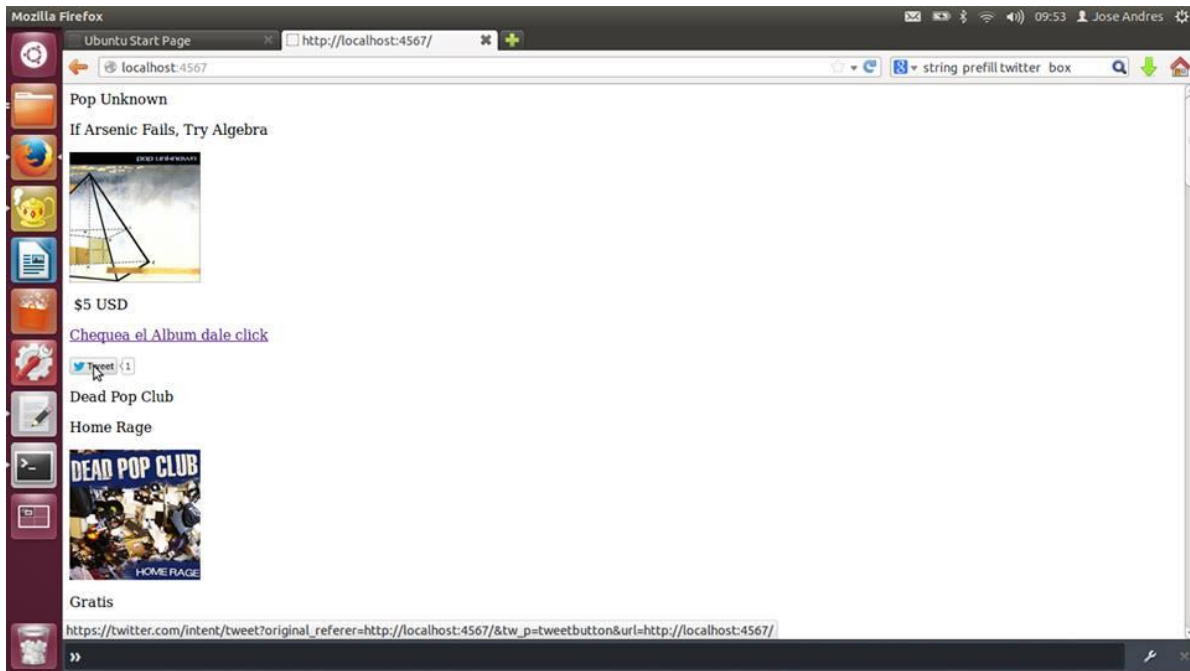 Mozilla Firefox
09:53 Jose Andres
Ubuntu Start Page
http://localhost:4567/
localhost:4567
string prefill twitter box
Pop Unknown
If Arsenic Fails, Try Algebra
pop unknown
$5 USD
Chequea el Album dale click
Tweet 1
Dead Pop Club
Home Rage
DEAD POP CLUB
HOME RAGE
Gratis
https://twitter.com/intent/tweet?original_referer=http://localhost:4567/&tw_p=tweetbutton&url=http://localhost:4567/